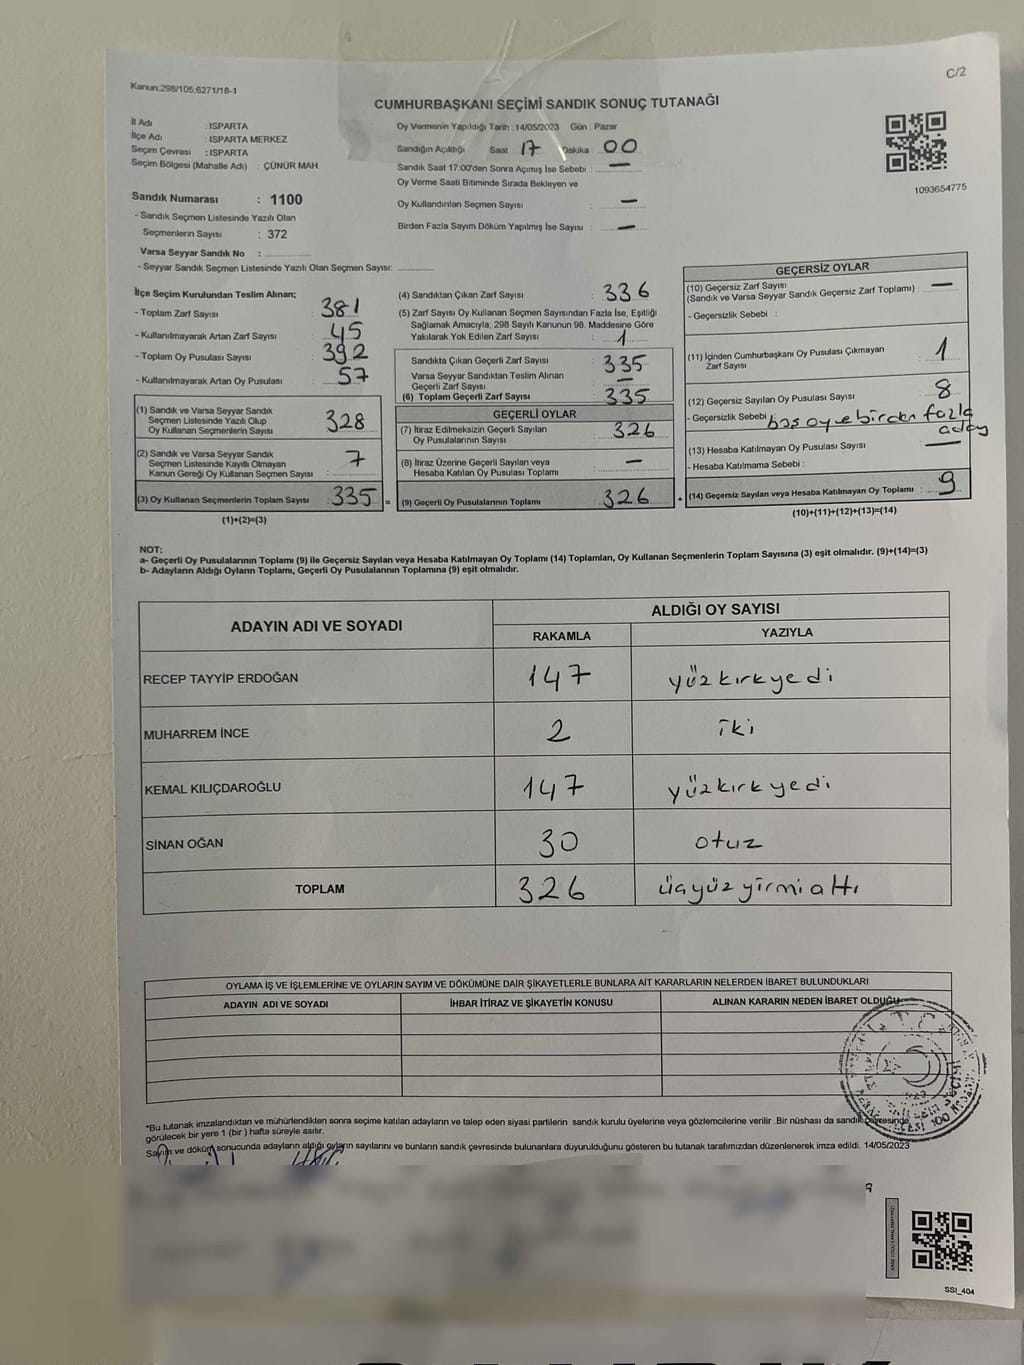 C/2
Kanun:298/105,6271/18-1
CUMHURBAŞKANI SEÇİMİ SANDIK SONUÇ TUTANAĞI
İl Adı : ISPARTA
İlçe Adı : ISPARTA MERKEZ
Seçim Çevresi : ISPARTA
Seçim Bölgesi (Mahalle Adı) : ÇÜNÜR MAH.
Sandık Numarası : 1100
- Sandık Seçmen Listesinde Yazılı Olan
Seçmenlerin Sayısı : 372
Varsa Seyyar Sandık No :
- Seyyar Sandık Seçmen Listesinde Yazılı Olan Seçmen Sayısı:
Oy Vermenin Yapıldığı Tarih : 14/05/2023 Gün : Pazar
Sandığın Açıldığı Saat 17 Dakika 00
Sandık Saat 17:00'den Sonra Açımış İse Sebebi : —
Oy Verme Saati Bitiminde Sırada Bekleyen ve
Oy Kullandırılan Seçmen Sayısı : —
Birden Fazla Sayım Döküm Yapılmış İse Sayısı : —
1093654775
İlçe Seçim Kurulundan Teslim Alınan;
- Toplam Zarf Sayısı : 381
- Kullanılmayarak Artan Zarf Sayısı : 45
- Toplam Oy Pusulası Sayısı : 392
- Kullanılmayarak Artan Oy Pusulası : 57
(1) Sandık ve Varsa Seyyar Sandık
Seçmen Listesinde Yazılı Olup
Oy Kullanan Seçmenlerin Sayısı : 328
(2) Sandık ve Varsa Seyyar Sandık
Seçmen Listesinde Kayıtlı Olmayan
Kanun Gereği Oy Kullanan Seçmen Sayısı : 7
(3) Oy Kullanan Seçmenlerin Toplam Sayısı : 335 =
(1)+(2)=(3)
(4) Sandıktan Çıkan Zarf Sayısı : 336
(5) Zarf Sayısı Oy Kullanan Seçmen Sayısından Fazla İse, Eşitliği
Sağlamak Amacıyla, 298 Sayılı Kanunun 98. Maddesine Göre
Yakılarak Yok Edilen Zarf Sayısı : 1
Sandıkta Çıkan Geçerli Zarf Sayısı : 335
Varsa Seyyar Sandıktan Teslim Alınan
Geçerli Zarf Sayısı : —
(6) Toplam Geçerli Zarf Sayısı : 335
GEÇERLİ OYLAR
(7) İtiraz Edilmeksizin Geçerli Sayılan
Oy Pusulalarının Sayısı : 326
(8) İtiraz Üzerine Geçerli Sayılan veya
Hesaba Katılan Oy Pusulası Toplamı : —
(9) Geçerli Oy Pusulalarının Toplamı : 326 +
GEÇERSİZ OYLAR
(10) Geçersiz Zarf Sayısı
(Sandık ve Varsa Seyyar Sandık Geçersiz Zarf Toplamı) : —
- Geçersizlik Sebebi :
(11) İçinden Cumhurbaşkanı Oy Pusulası Çıkmayan
Zarf Sayısı : 1
(12) Geçersiz Sayılan Oy Pusulası Sayısı : 8
- Geçersizlik Sebebi : boş oy ve birden fazla
aday
(13) Hesaba Katılmayan Oy Pusulası Sayısı : —
- Hesaba Katılmama Sebebi :
(14) Geçersiz Sayılan veya Hesaba Katılmayan Oy Toplamı : 9
(10)+(11)+(12)+(13)=(14)
NOT:
a- Geçerli Oy Pusulalarının Toplamı (9) ile Geçersiz Sayılan veya Hesaba Katılmayan Oy Toplamı (14) Toplamları, Oy Kullanan Seçmenlerin Toplam Sayısına (3) eşit olmalıdır. (9)+(14)=(3)
b- Adayların Aldığı Oyların Toplamı, Geçerli Oy Pusulalarının Toplamına (9) eşit olmalıdır.
ADAYIN ADI VE SOYADI ALDIĞI OY SAYISI
RAKAMLA YAZIYLA
RECEP TAYYİP ERDOĞAN 147 yüzkırkyedi
MUHARREM İNCE 2 iki
KEMAL KILIÇDAROĞLU 147 yüzkırkyedi
SİNAN OĞAN 30 otuz
TOPLAM 326 üçyüzyirmialtı
OYLAMA İŞ VE İŞLEMLERİNE VE OYLARIN SAYIM VE DÖKÜMÜNE DAİR ŞİKAYETLERLE BUNLARA AİT KARARLARIN NELERDEN İBARET BULUNDUKLARI
ADAYIN ADI VE SOYADI İHBAR İTİRAZ VE ŞİKAYETİN KONUSU ALINAN KARARIN NEDEN İBARET OLDUĞU
T.C.
*Bu tutanak imzalandıktan ve mühürlendikten sonra seçime katılan adayların ve talep eden siyasi partilerin sandık kurulu üyelerine veya gözlemcilerine verilir .Bir nüshası da sandık çevresinde
görülecek bir yere 1 (bir ) hafta süreyle asılır.
Sayım ve döküm sonucunda adayların aldığı oyların sayılarını ve bunların sandık çevresinde bulunanlara duyurulduğunu gösteren bu tutanak tarafımızdan düzenlenerek imza edildi. 14/05/2023
SSI_404